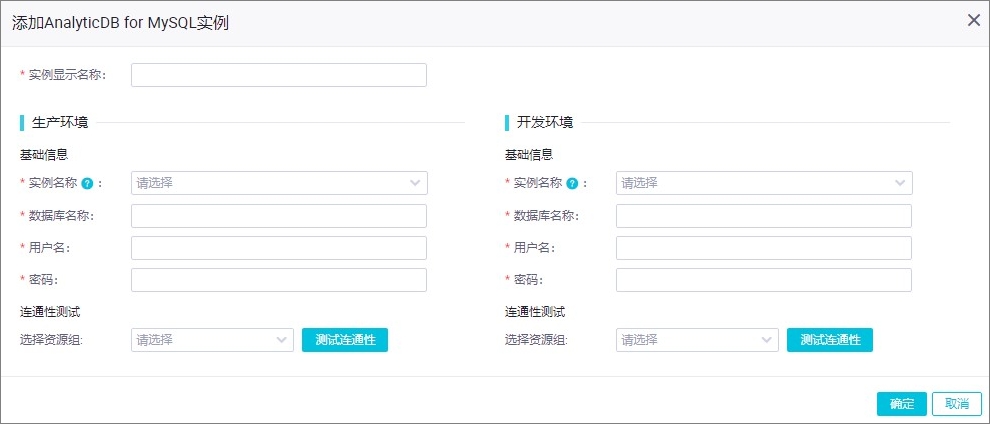 添加AnalyticDB for MySQL实例
* 实例显示名称：
生产环境
基础信息
* 实例名称 ? ： 请选择
* 数据库名称：
* 用户名：
* 密码：
连通性测试
选择资源组: 请选择 测试连通性
开发环境
基础信息
* 实例名称 ? ： 请选择
* 数据库名称：
* 用户名：
* 密码：
连通性测试
选择资源组: 请选择 测试连通性
确定 取消